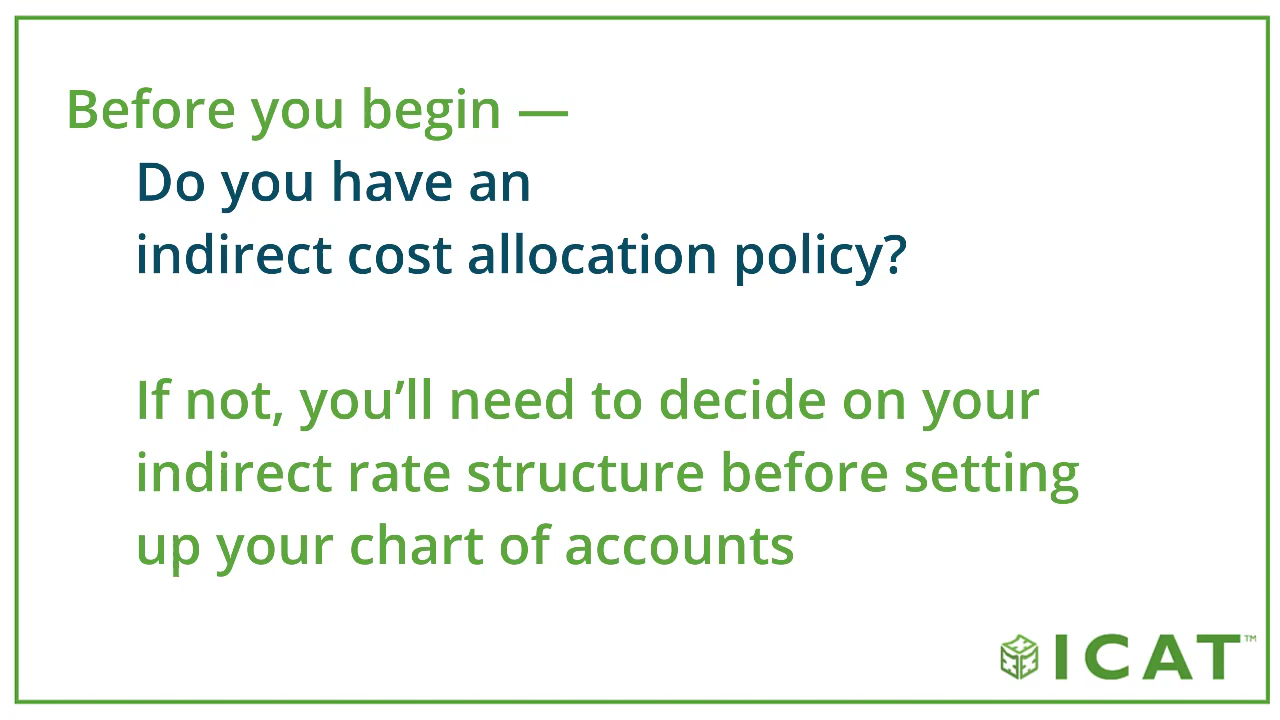 Before you begin —
Do you have an
indirect cost allocation policy?
If not, you’ll need to decide on your
indirect rate structure before setting
up your chart of accounts
ICAT™